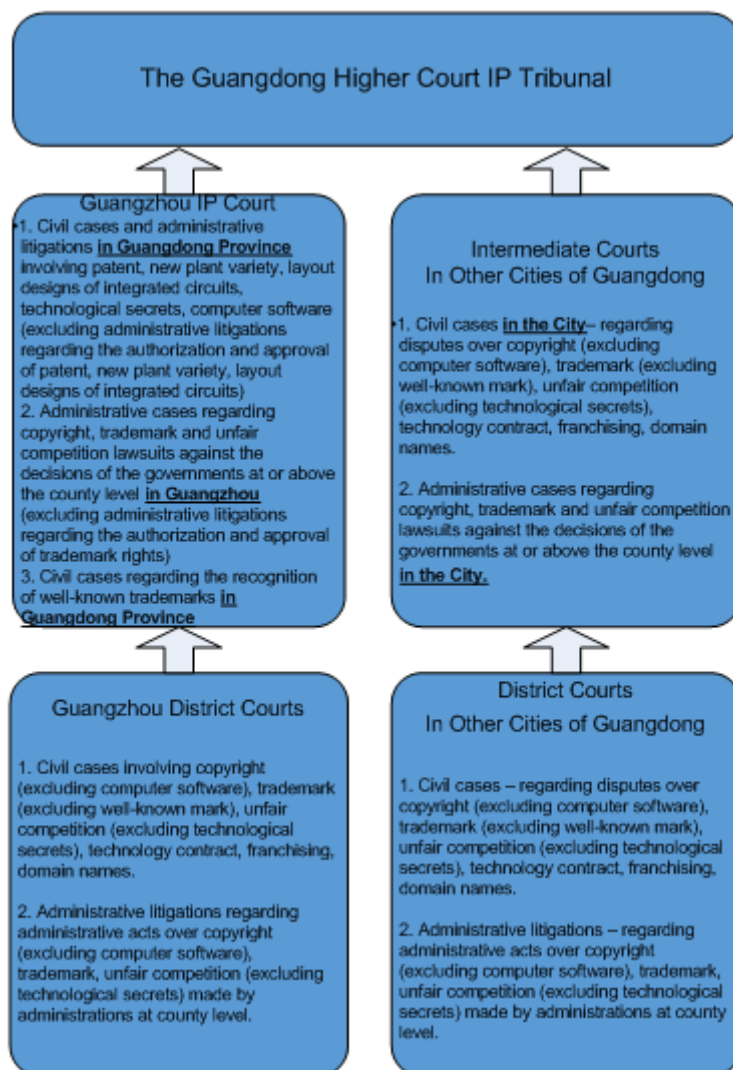 The Guangdong Higher Court IP Tribunal
Guangzhou IP Court
•1. Civil cases and administrative
litigations in Guangdong Province
involving patent, new plant variety, layout
designs of integrated circuits,
technological secrets, computer software
(excluding administrative litigations
regarding the authorization and approval
of patent, new plant variety, layout
designs of integrated circuits)
2. Administrative cases regarding
copyright, trademark and unfair
competition lawsuits against the
decisions of the governments at or above
the county level in Guangzhou
(excluding administrative litigations
regarding the authorization and approval
of trademark rights)
3. Civil cases regarding the recognition
of well-known trademarks in
Guangdong Province
Intermediate Courts
In Other Cities of Guangdong
•1. Civil cases in the City– regarding
disputes over copyright (excluding
computer software), trademark (excluding
well-known mark), unfair competition
(excluding technological secrets),
technology contract, franchising, domain
names.
2. Administrative cases regarding
copyright, trademark and unfair competition
lawsuits against the decisions of the
governments at or above the county level
in the City.
Guangzhou District Courts
1. Civil cases involving copyright
(excluding computer software), trademark
(excluding well-known mark), unfair
competition (excluding technological
secrets), technology contract, franchising,
domain names.
2. Administrative litigations regarding
administrative acts over copyright
(excluding computer software),
trademark, unfair competition (excluding
technological secrets) made by
administrations at county level.
District Courts
In Other Cities of Guangdong
1. Civil cases – regarding disputes over
copyright (excluding computer software),
trademark (excluding well-known mark),
unfair competition (excluding technological
secrets), technology contract, franchising,
domain names.
2. Administrative litigations – regarding
administrative acts over copyright
(excluding computer software), trademark,
unfair competition (excluding technological
secrets) made by administrations at county
level.